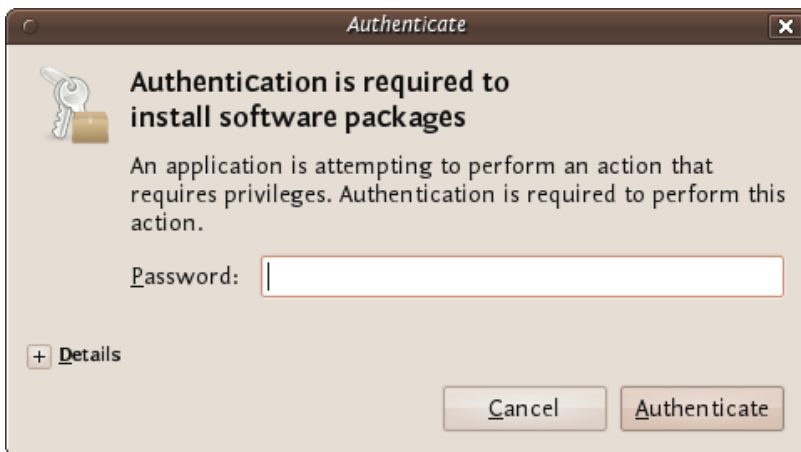 Authenticate
Authentication is required to
install software packages
An application is attempting to perform an action that
requires privileges. Authentication is required to perform this
action.
Password:
Details
Cancel
Authenticate